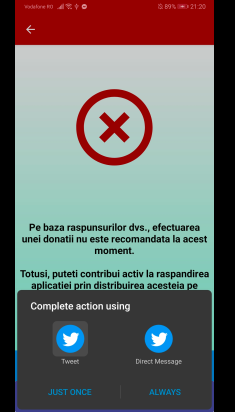 Vodafone RO
89% 21:20
Pe baza raspunsurilor dvs., efectuarea
unei donatii nu este recomandata la acest
moment.
Totusi, puteti contribui activ la raspandirea
aplicatiei prin distribuirea acesteia pe
Complete action using
Tweet
Direct Message
JUST ONCE
ALWAYS